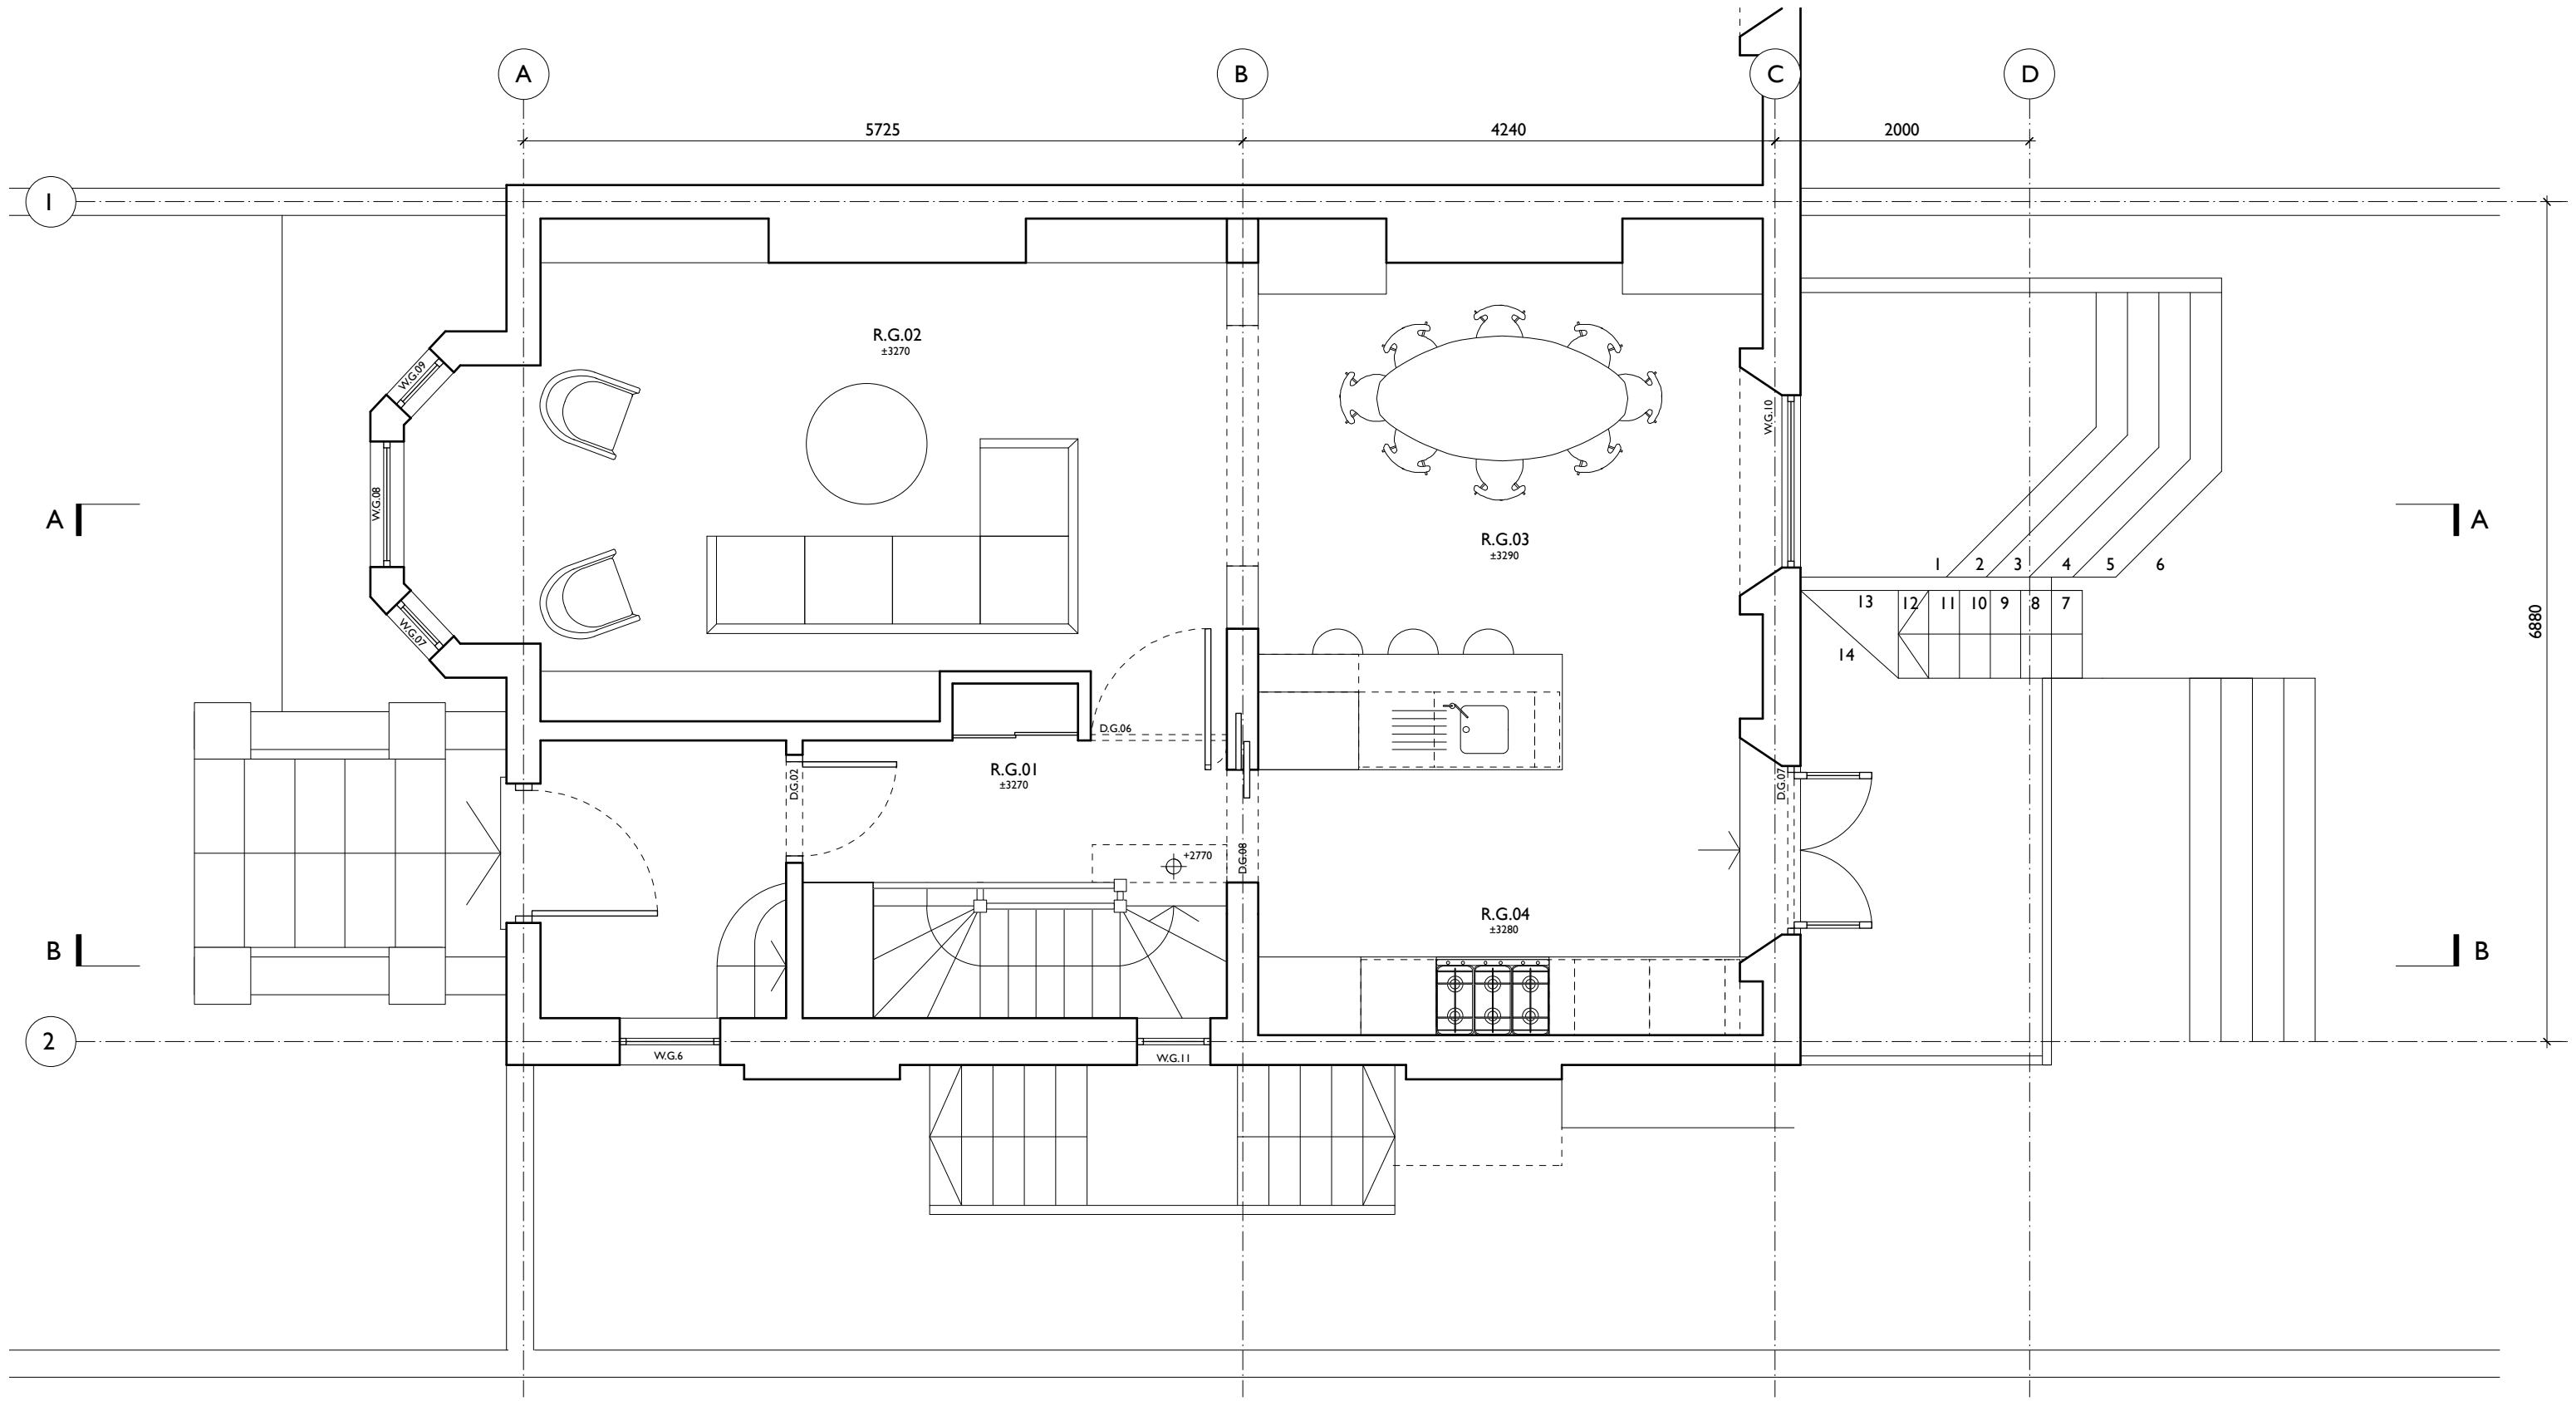 A B C D
5725 4240 2000
1
W.G.09
R.G.02
±3270
W.G.10
W.G.08
A A
R.G.03
±3290
1 2 3 4 5 6
13 12 11 10 9 8 7
6880
W.G.07
14
D.G.06
R.G.01
±3270
D.G.02
D.G.07
+2770
D.G.08
R.G.04
±3280
B B
2
W.G.6
W.G.11